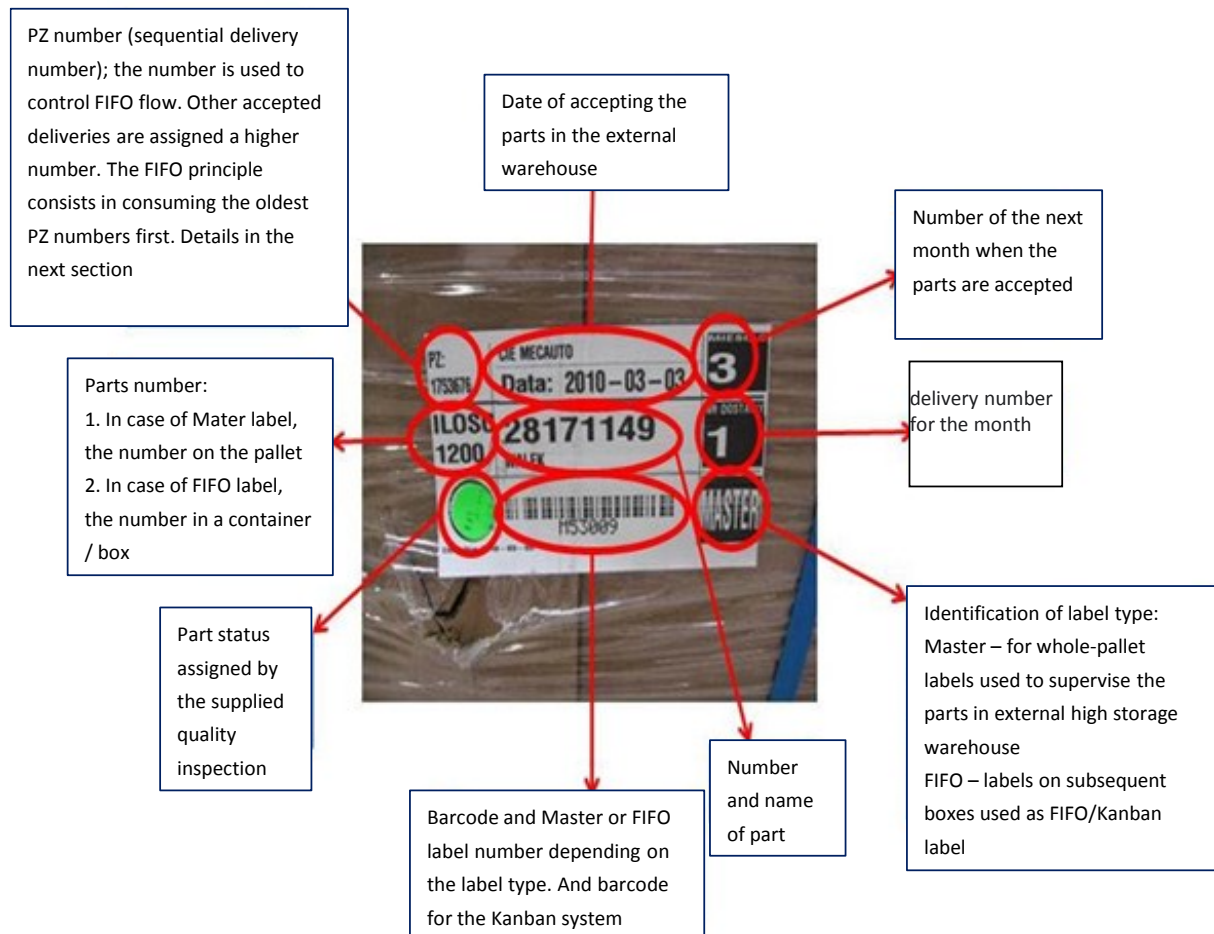 PZ number (sequential delivery
number); the number is used to
control FIFO flow. Other accepted
deliveries are assigned a higher
number. The FIFO principle
consists in consuming the oldest
PZ numbers first. Details in the
next section
Date of accepting the
parts in the external
warehouse
Number of the next
month when the
parts are accepted
Parts number:
1. In case of Mater label,
the number on the pallet
2. In case of FIFO label,
the number in a container
/ box
delivery number
for the month
PZ:
1753676
CIE MECAUTO
Data: 2010-03-03
3
ILOSC
1200
28171149
WALEK
1
M53009
MASTER
Part status
assigned by
the supplied
quality
inspection
Barcode and Master or FIFO
label number depending on
the label type. And barcode
for the Kanban system
Number
and name
of part
Identification of label type:
Master – for whole-pallet
labels used to supervise the
parts in external high storage
warehouse
FIFO – labels on subsequent
boxes used as FIFO/Kanban
label